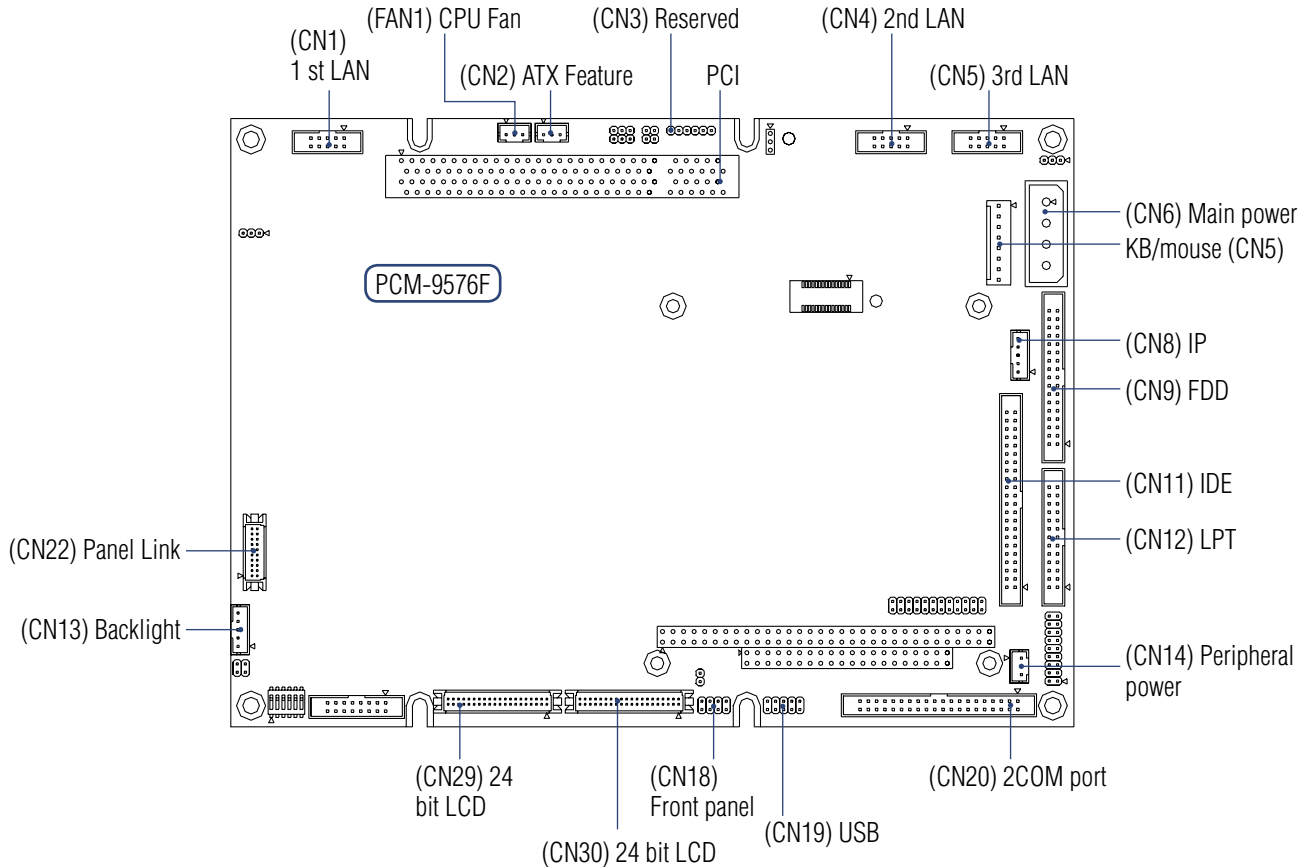 (FAN1) CPU Fan
(CN3) Reserved
(CN4) 2nd LAN
(CN1)
1 st LAN
(CN2) ATX Feature
PCI
(CN5) 3rd LAN
(CN6) Main power
KB/mouse (CN5)
PCM-9576F
(CN8) IP
(CN9) FDD
(CN11) IDE
(CN12) LPT
(CN22) Panel Link
(CN13) Backlight
(CN14) Peripheral
power
(CN29) 24
bit LCD
(CN18)
Front panel
(CN20) 2COM port
(CN19) USB
(CN30) 24 bit LCD